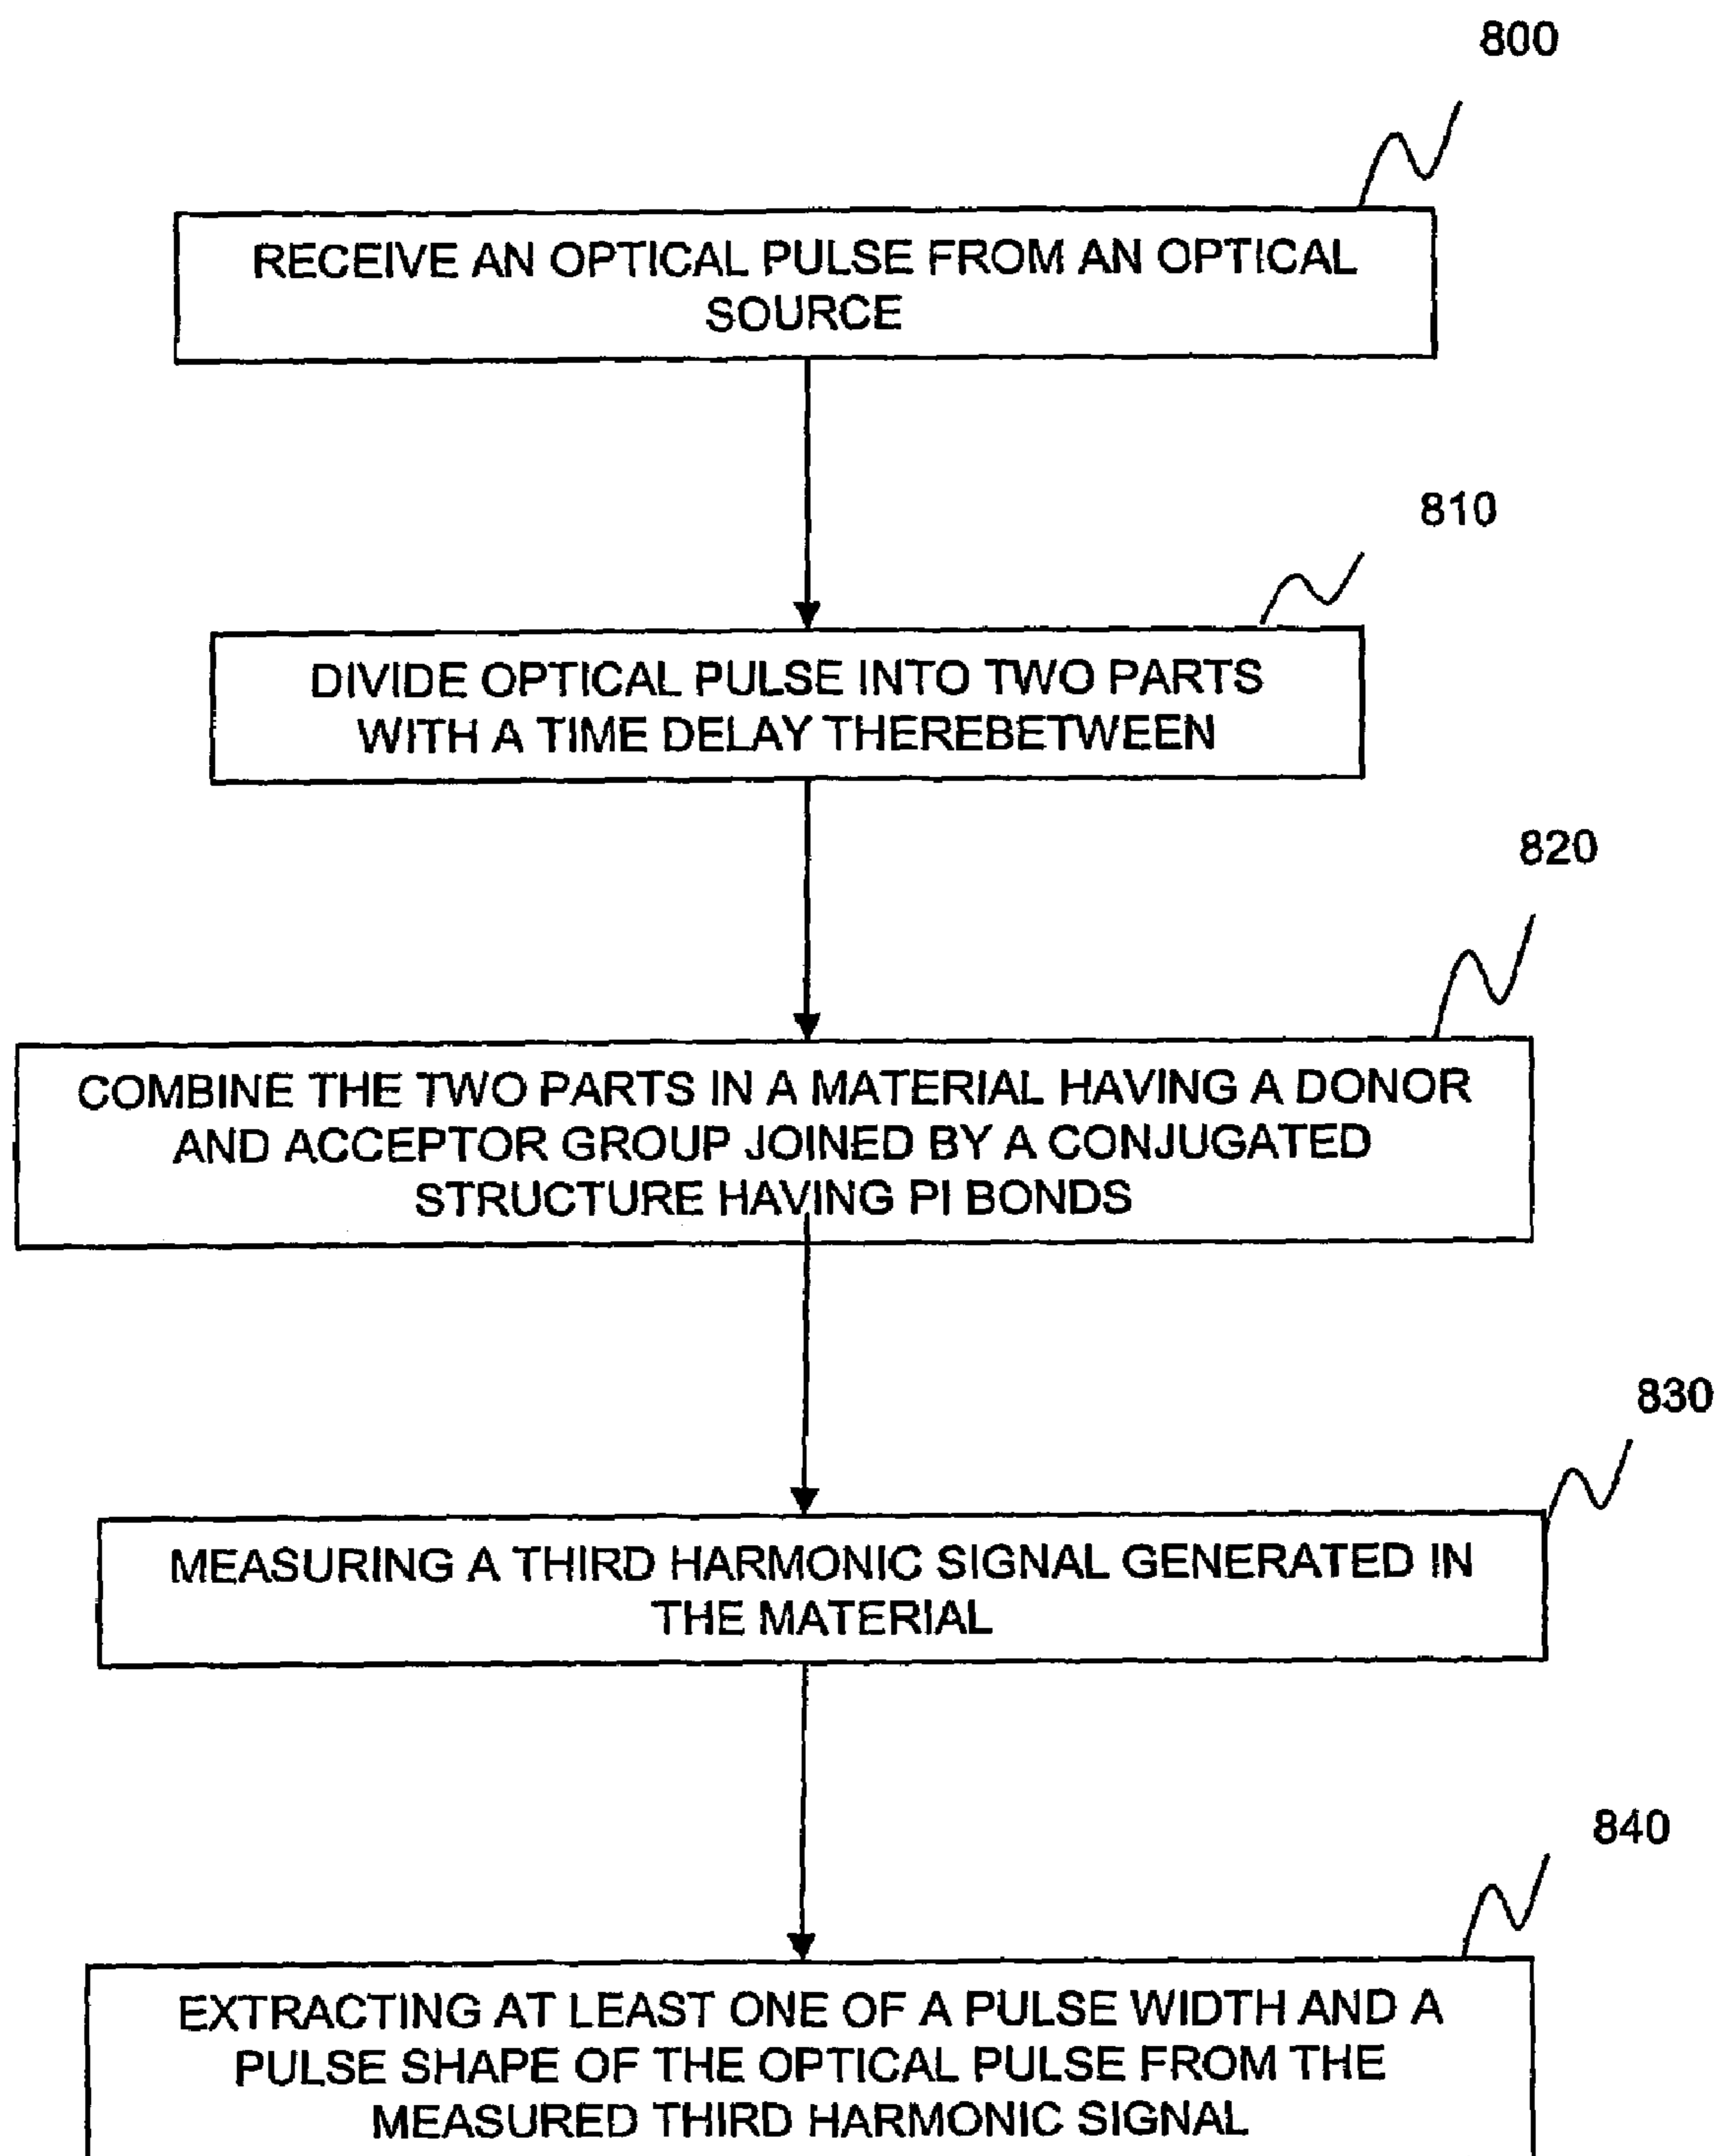 800
RECEIVE AN OPTICAL PULSE FROM AN OPTICAL
SOURCE
810
DIVIDE OPTICAL PULSE INTO TWO PARTS
WITH A TIME DELAY THEREBETWEEN
820
COMBINE THE TWO PARTS IN A MATERIAL HAVING A DONOR
AND ACCEPTOR GROUP JOINED BY A CONJUGATED
STRUCTURE HAVING PI BONDS
830
MEASURING A THIRD HARMONIC SIGNAL GENERATED IN
THE MATERIAL
840
EXTRACTING AT LEAST ONE OF A PULSE WIDTH AND A
PULSE SHAPE OF THE OPTICAL PULSE FROM THE
MEASURED THIRD HARMONIC SIGNAL